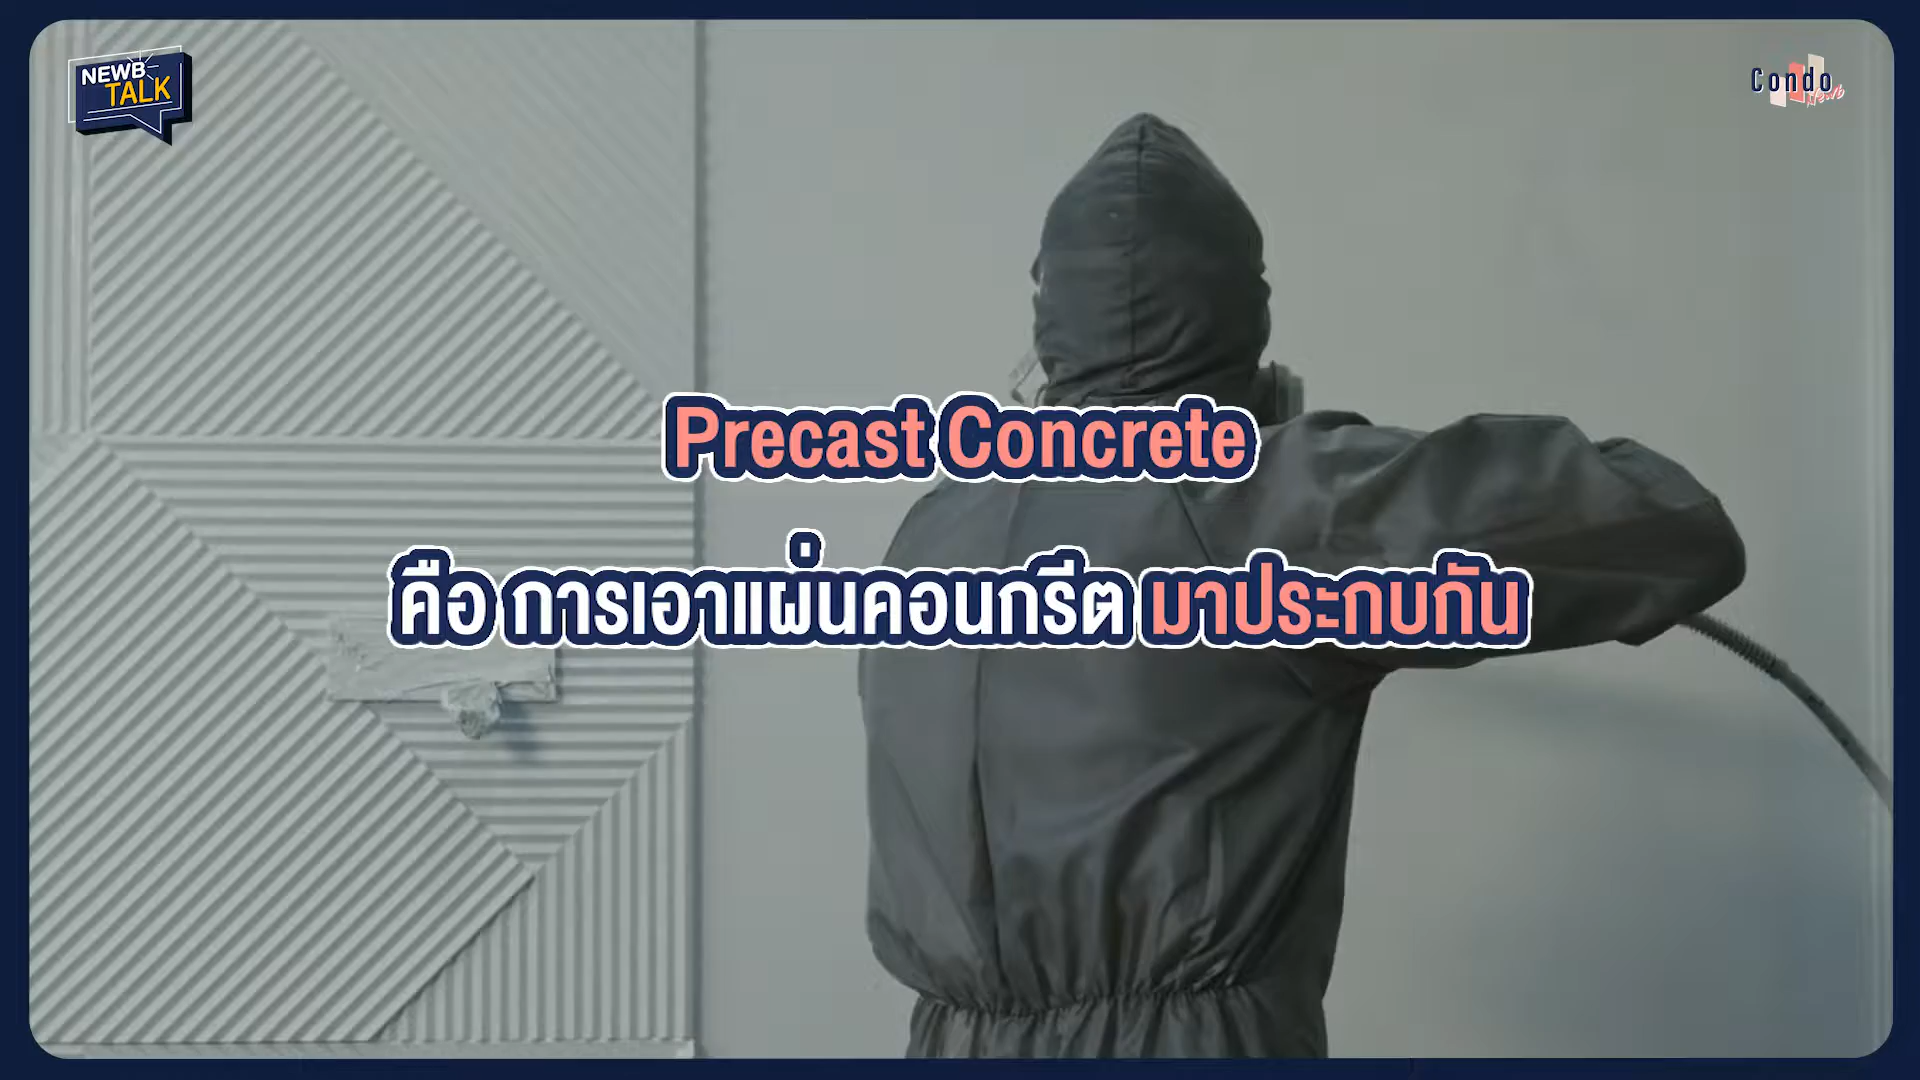 NEWB
TALK
Condo
Newb
Precast Concrete
คือ การเอาแผ่นคอนกรีต มาประกบกัน